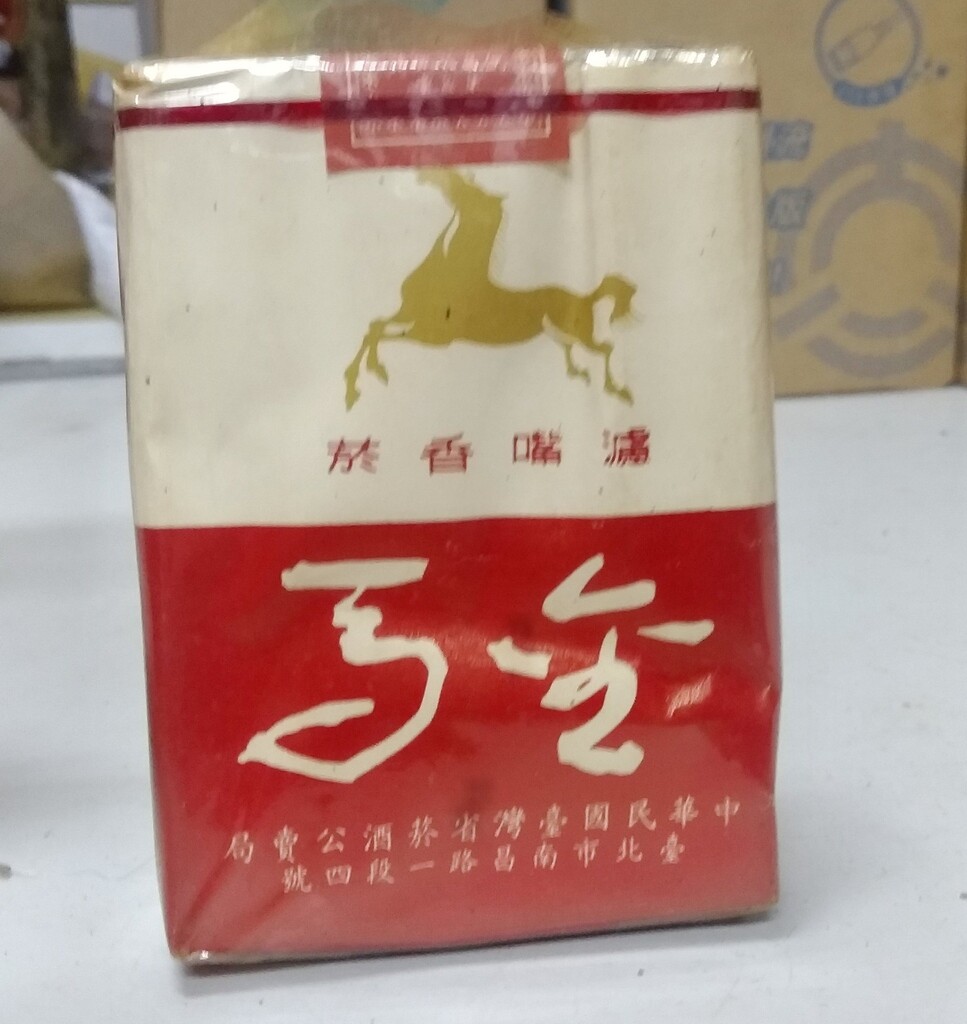 濾嘴香菸
金馬
中華民國臺灣省菸酒公賣局
臺北市南昌路一段四號